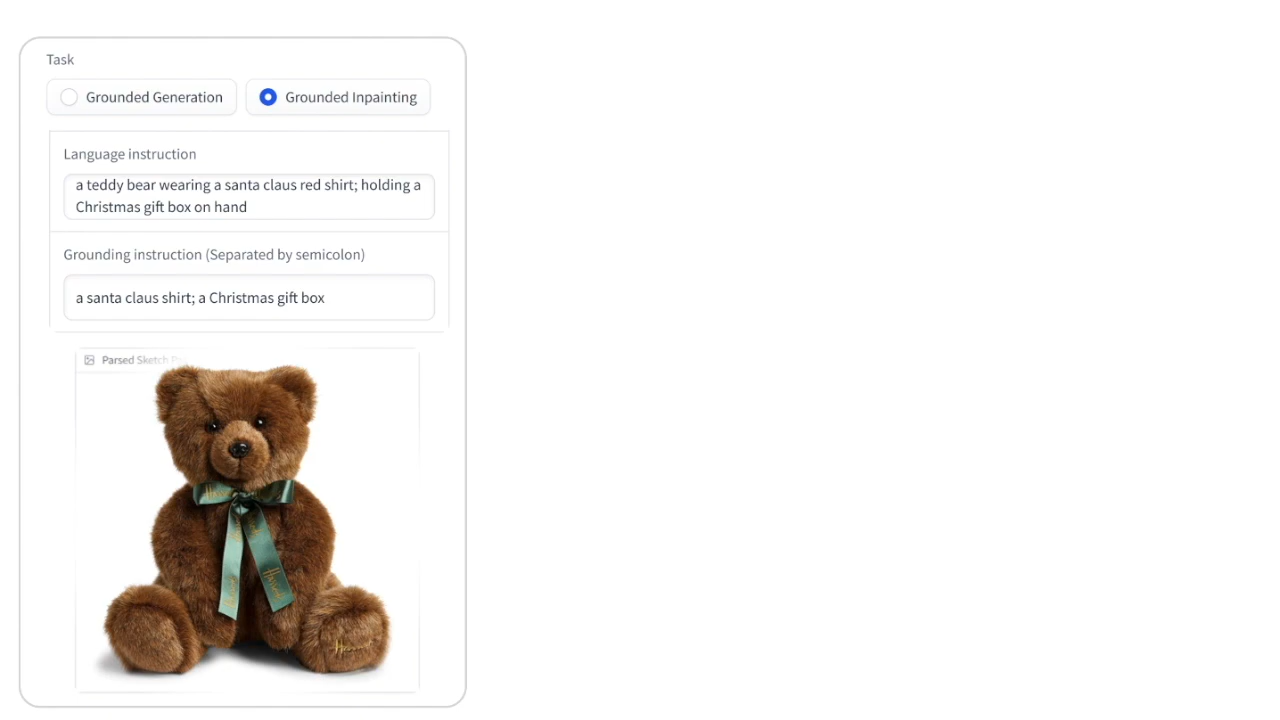 Task
Grounded Generation
Grounded Inpainting
Language instruction
a teddy bear wearing a santa claus red shirt; holding a
Christmas gift box on hand
Grounding instruction (Separated by semicolon)
a santa claus shirt; a Christmas gift box
Parsed Sketch